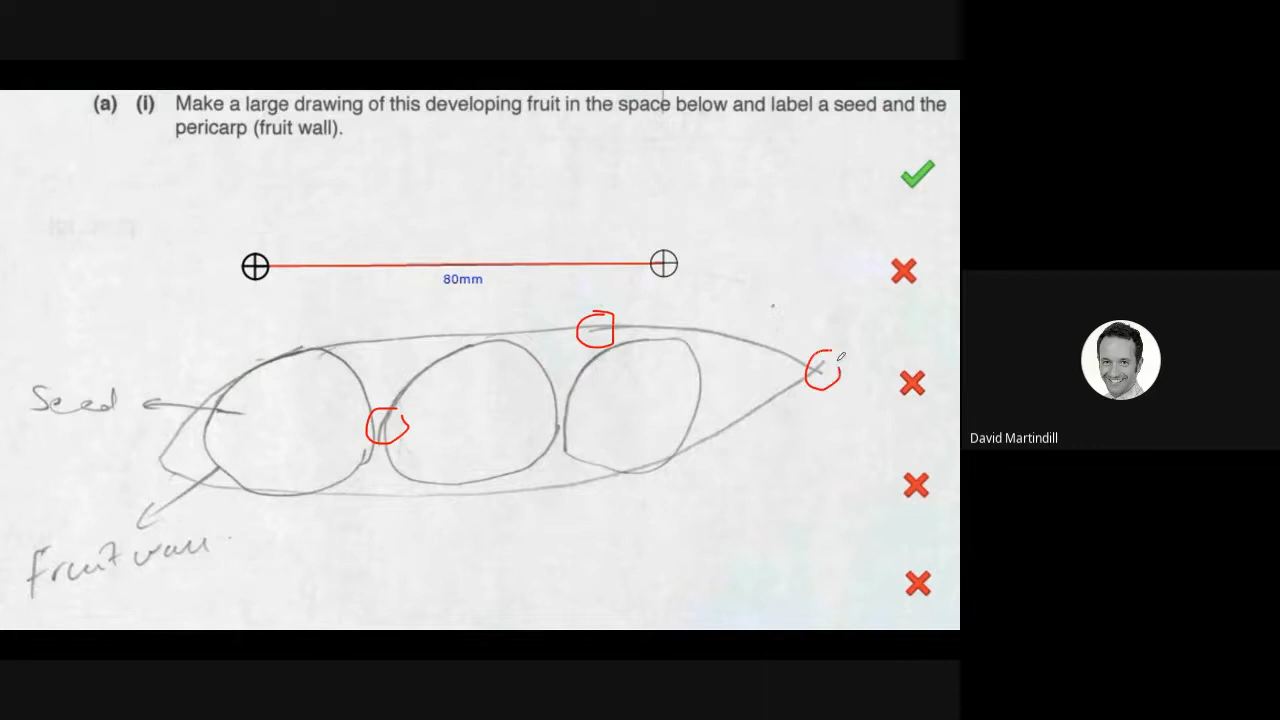 (a) (i) Make a large drawing of this developing fruit in the space below and label a seed and the
pericarp (fruit wall).
80mm
Seed
fruit wall
David Martindill